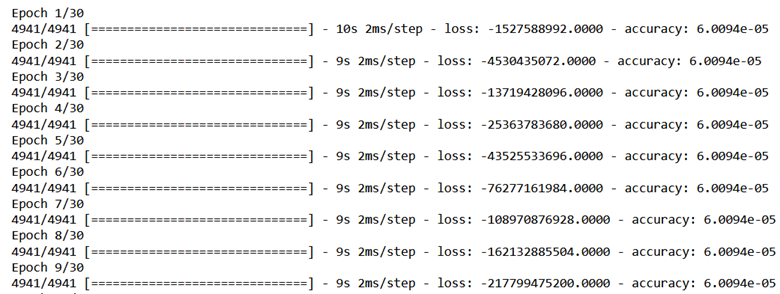 Epoch 1/30
4941/4941 [==============================] - 10s 2ms/step - loss: -1527588992.0000 - accuracy: 6.0094e-05
Epoch 2/30
4941/4941 [==============================] - 9s 2ms/step - loss: -4530435072.0000 - accuracy: 6.0094e-05
Epoch 3/30
4941/4941 [==============================] - 9s 2ms/step - loss: -13719428096.0000 - accuracy: 6.0094e-05
Epoch 4/30
4941/4941 [==============================] - 9s 2ms/step - loss: -25363783680.0000 - accuracy: 6.0094e-05
Epoch 5/30
4941/4941 [==============================] - 9s 2ms/step - loss: -43525533696.0000 - accuracy: 6.0094e-05
Epoch 6/30
4941/4941 [==============================] - 9s 2ms/step - loss: -76277161984.0000 - accuracy: 6.0094e-05
Epoch 7/30
4941/4941 [==============================] - 9s 2ms/step - loss: -108970876928.0000 - accuracy: 6.0094e-05
Epoch 8/30
4941/4941 [==============================] - 9s 2ms/step - loss: -162132885504.0000 - accuracy: 6.0094e-05
Epoch 9/30
4941/4941 [==============================] - 9s 2ms/step - loss: -217799475200.0000 - accuracy: 6.0094e-05